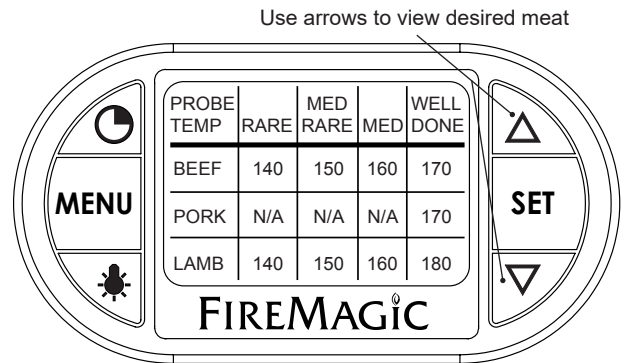 Use arrows to view desired meat
PROBE TEMP RARE MED RARE MED WELL DONE
BEEF 140 150 160 170
PORK N/A N/A N/A 170
LAMB 140 150 160 180
MENU
SET
FIREMAGIC